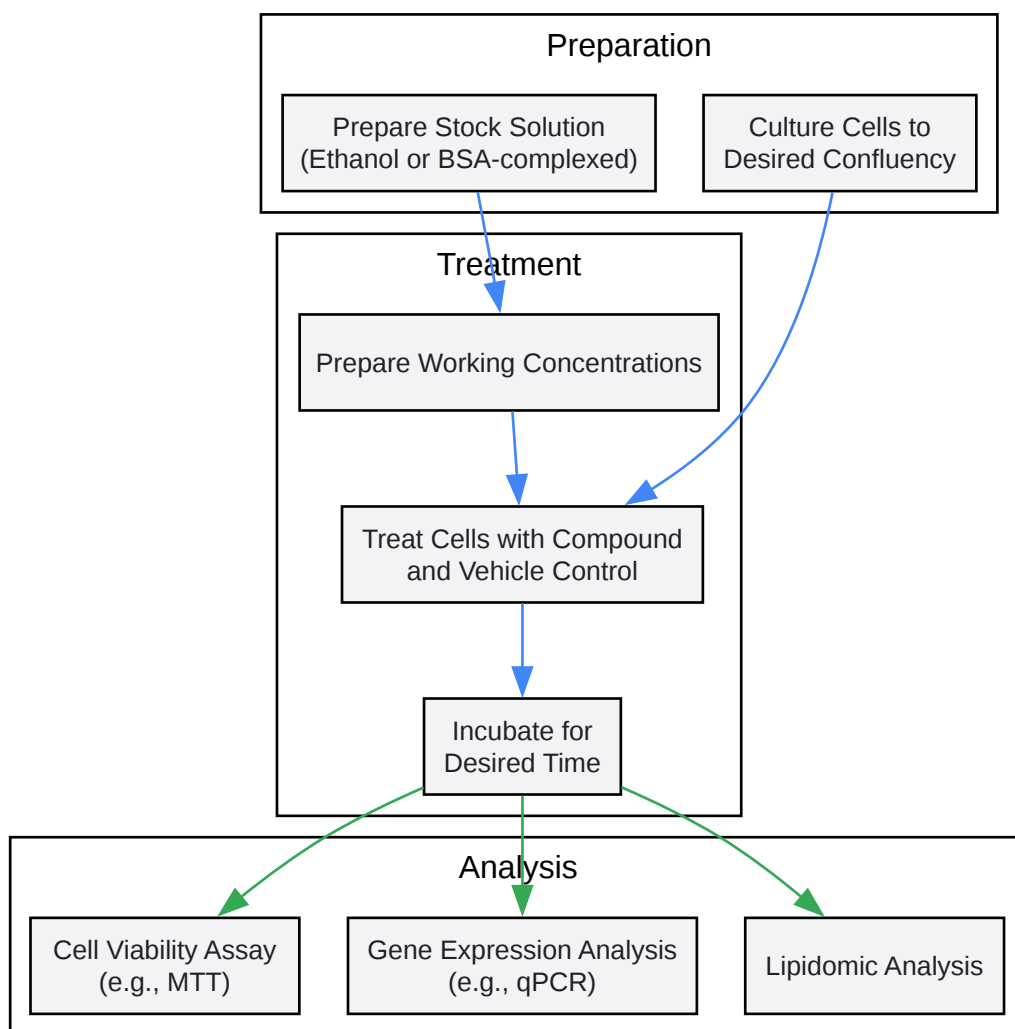 Preparation
Prepare Stock Solution
(Ethanol or BSA-complexed)
Culture Cells to
Desired Confluency
Treatment
Prepare Working Concentrations
Treat Cells with Compound
and Vehicle Control
Incubate for
Desired Time
Analysis
Cell Viability Assay
(e.g., MTT)
Gene Expression Analysis
(e.g., qPCR)
Lipidomic Analysis